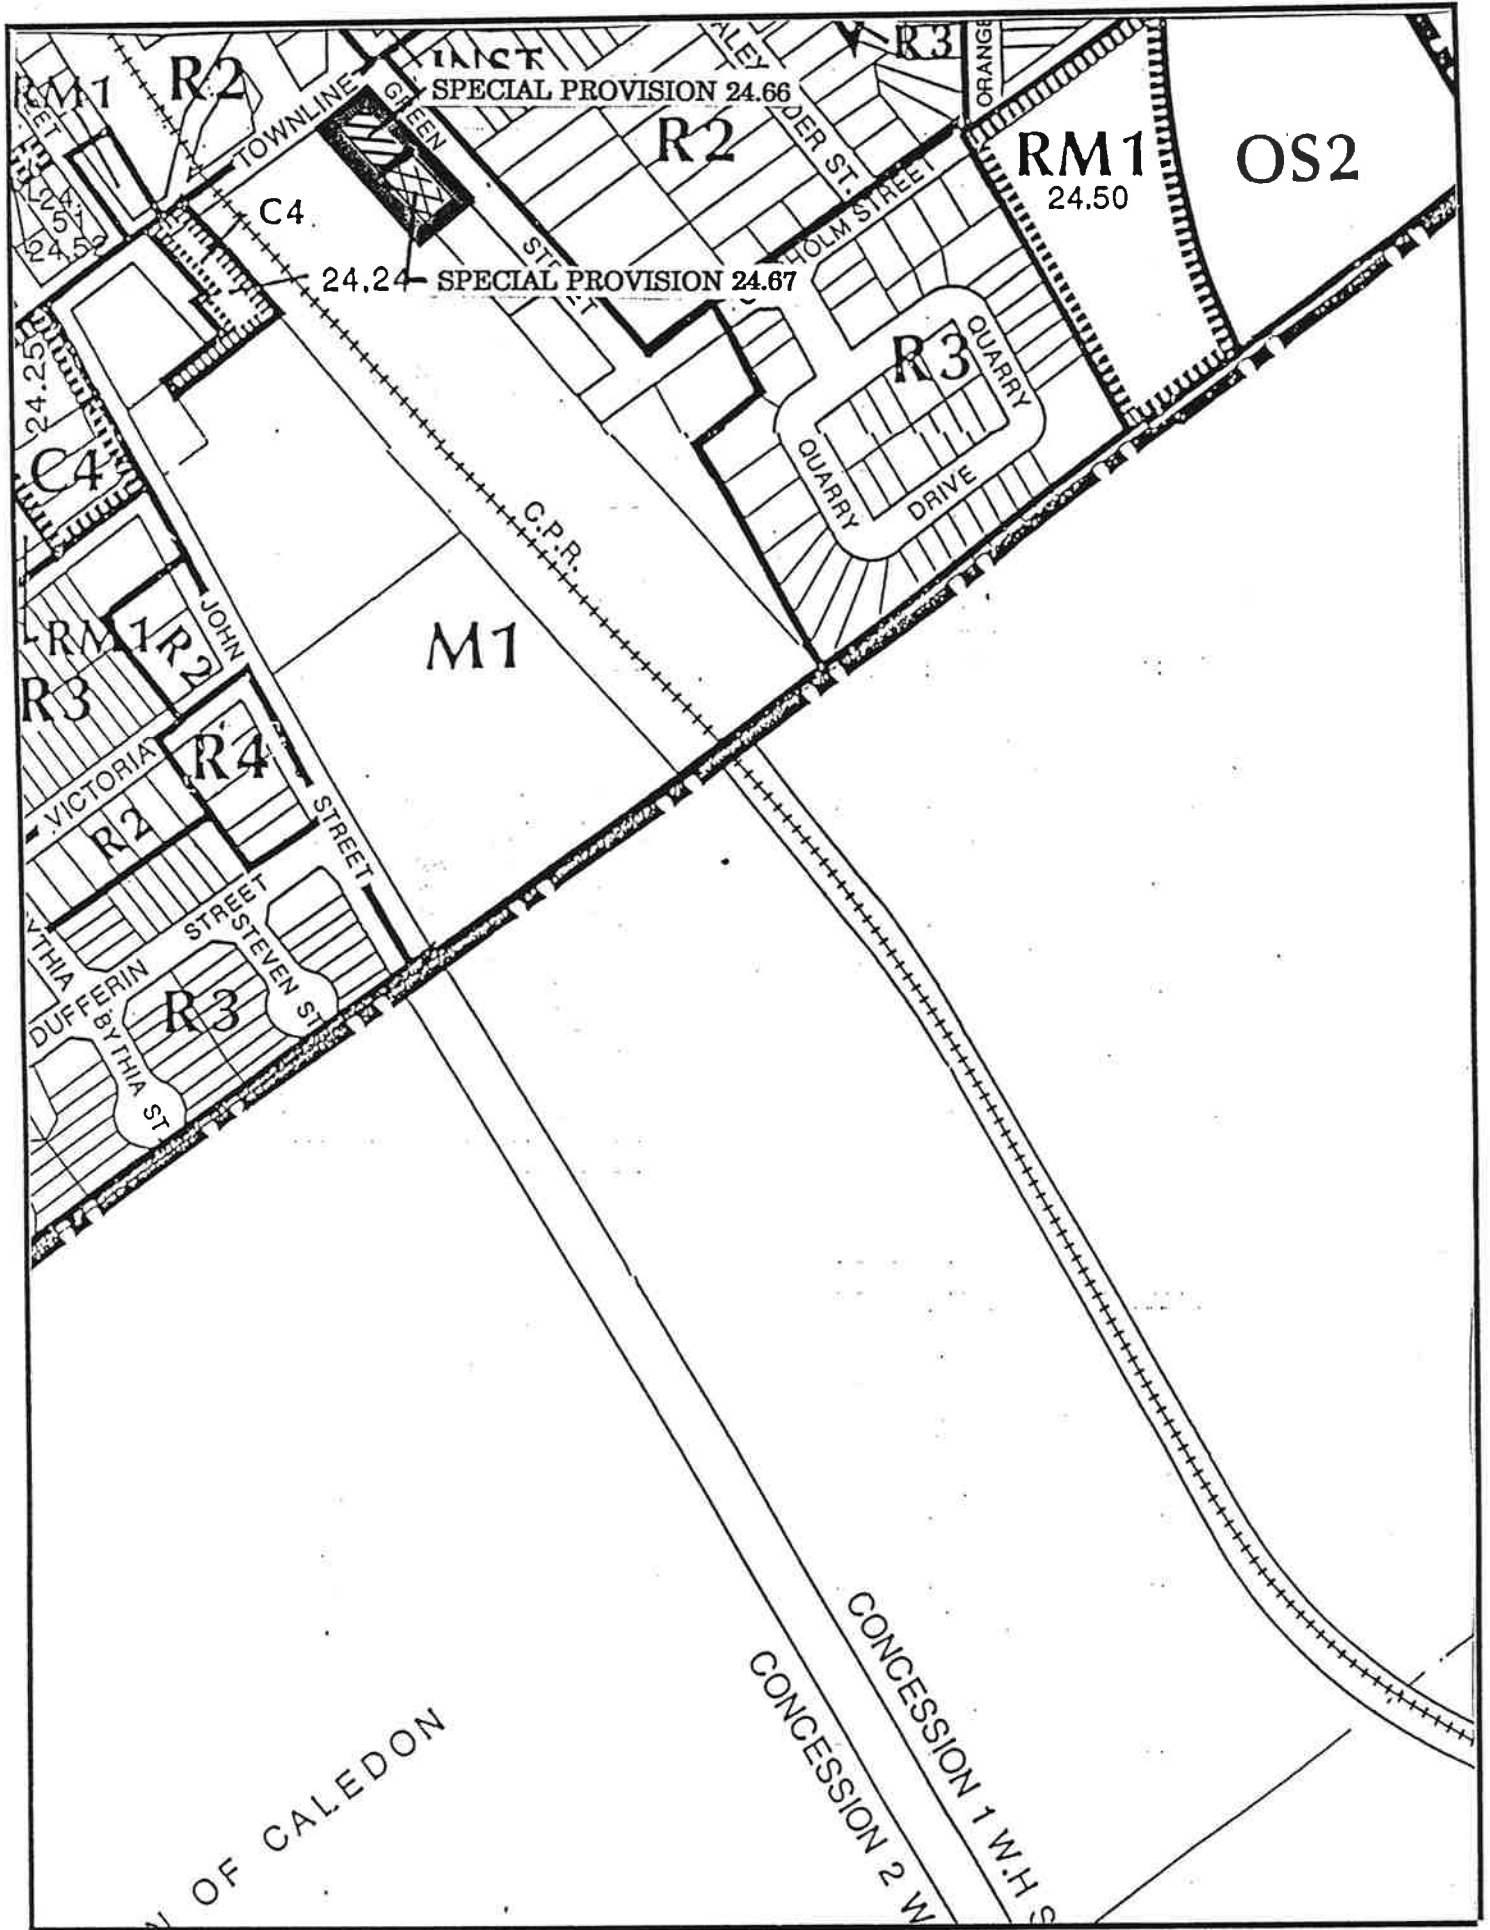 RM1
R2
INST
R3
ORANGE
SPECIAL PROVISION 24.66
TOWNLINE
GREEN
STREET
R2
DER ST.
RM1
24.50
OS2
24.52
C4
24.24
SPECIAL PROVISION 24.67
HOLM STREET
24.25
C4
R3
QUARRY
QUARRY
DRIVE
C.P.R.
JOHN
STREET
RM1
R2
R3
M1
R4
VICTORIA
R2
STREET
STEVEN ST
YTHIA
DUFFERIN
R3
BYTHIA ST
CONCESSION 1 W.H S
CONCESSION 2 W
OF CALEDON